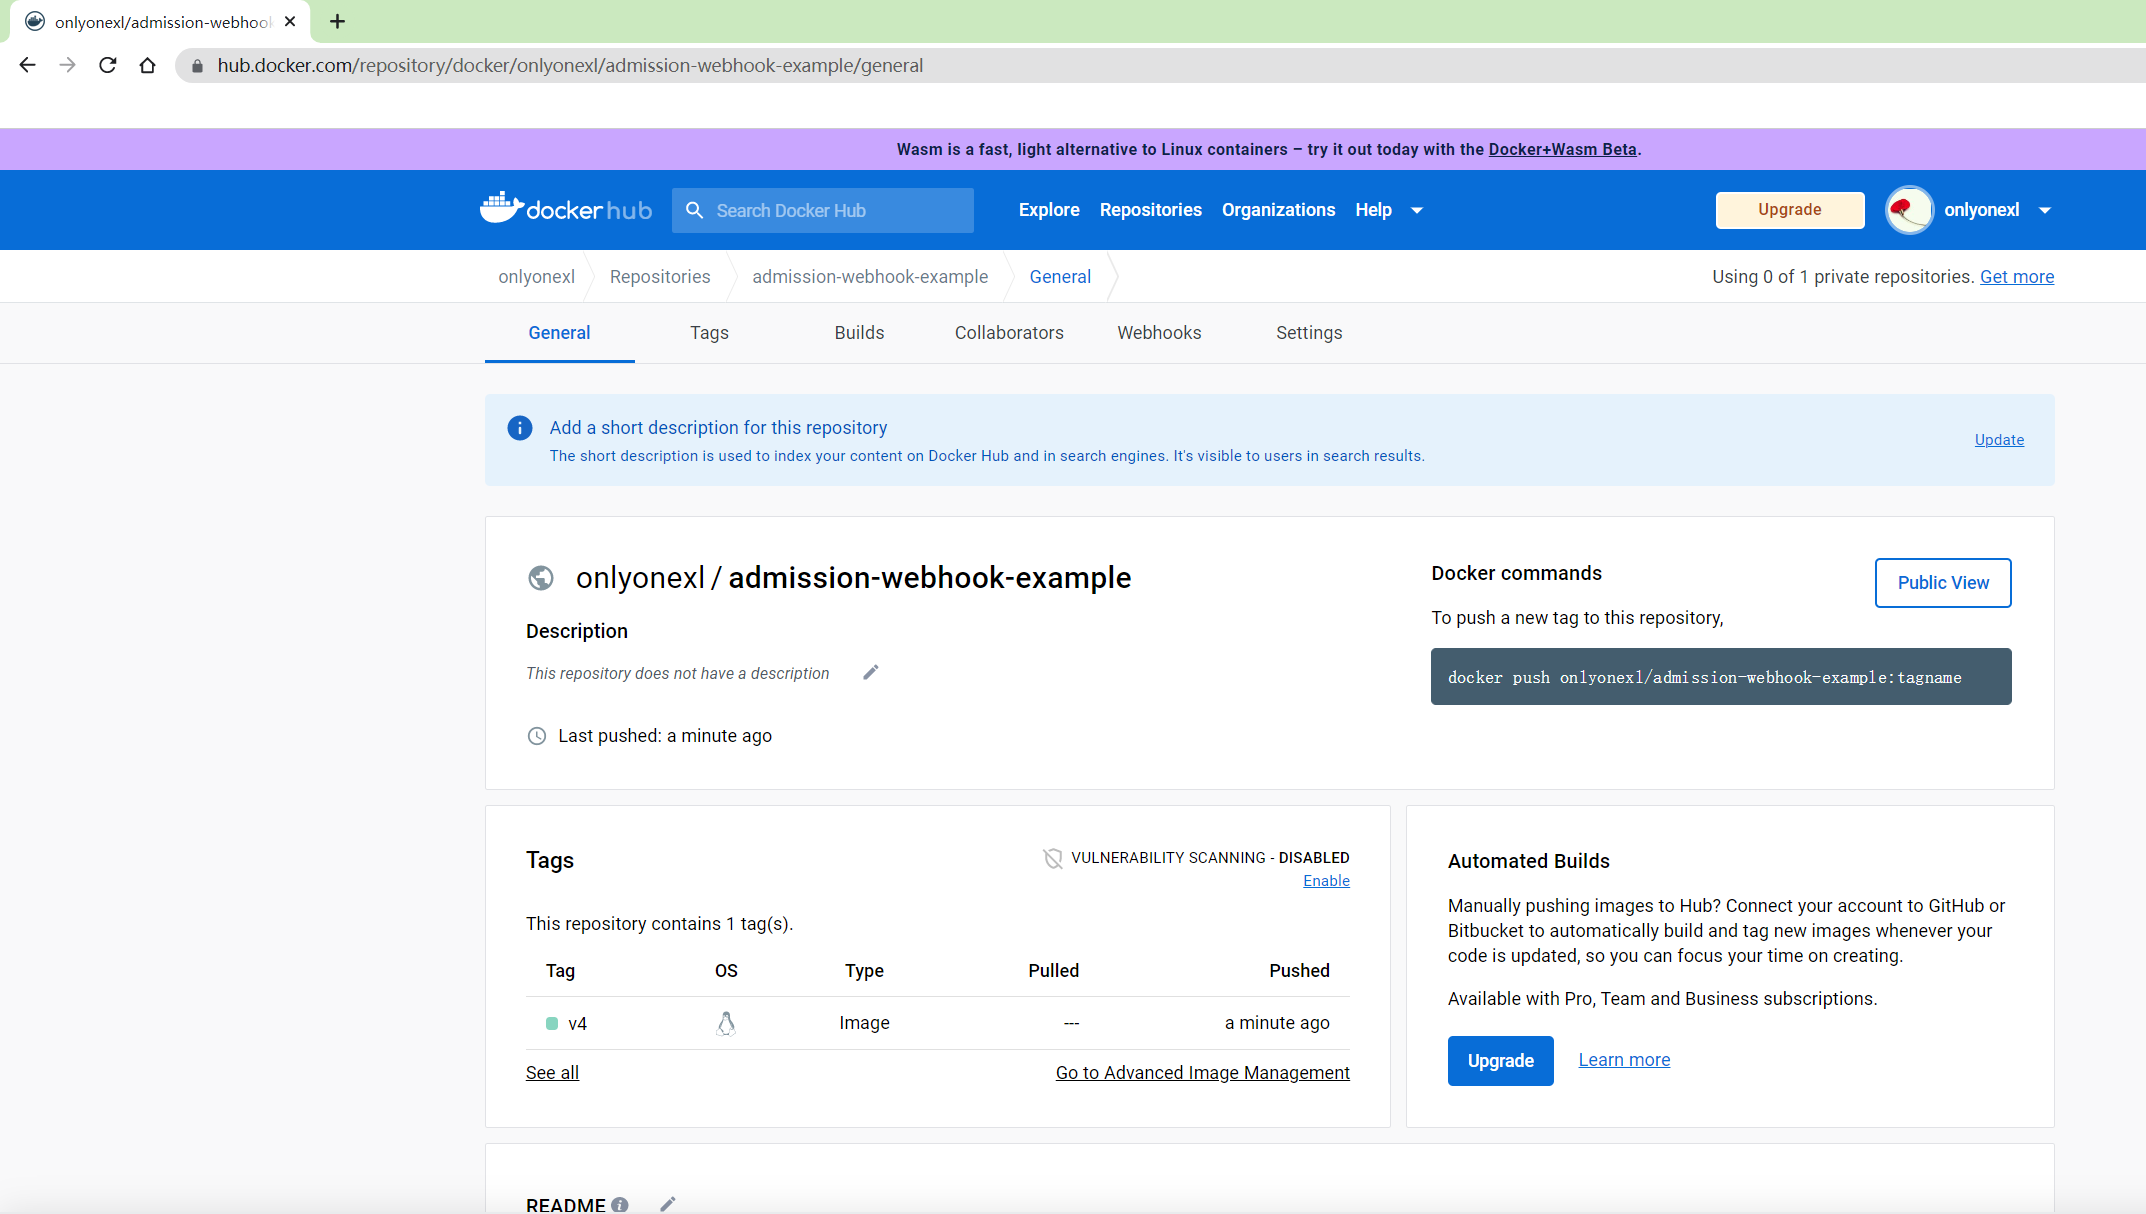 onlyonexl/admission-webhook
hub.docker.com/repository/docker/onlyonexl/admission-webhook-example/general
Wasm is a fast, light alternative to Linux containers – try it out today with the Docker+Wasm Beta.
docker hub
Search Docker Hub
Explore Repositories Organizations Help
Upgrade
onlyonexl
onlyonexl Repositories admission-webhook-example General
Using 0 of 1 private repositories. Get more
General Tags Builds Collaborators Webhooks Settings
Add a short description for this repository
The short description is used to index your content on Docker Hub and in search engines. It's visible to users in search results.
Update
onlyonexl / admission-webhook-example
Description
This repository does not have a description
Last pushed: a minute ago
Docker commands
Public View
To push a new tag to this repository,
docker push onlyonexl/admission-webhook-example:tagname
Tags
VULNERABILITY SCANNING - DISABLED
Enable
This repository contains 1 tag(s).
Tag OS Type Pulled Pushed
v4 Image --- a minute ago
See all
Go to Advanced Image Management
Automated Builds
Manually pushing images to Hub? Connect your account to GitHub or
Bitbucket to automatically build and tag new images whenever your
code is updated, so you can focus your time on creating.
Available with Pro, Team and Business subscriptions.
Upgrade
Learn more
README